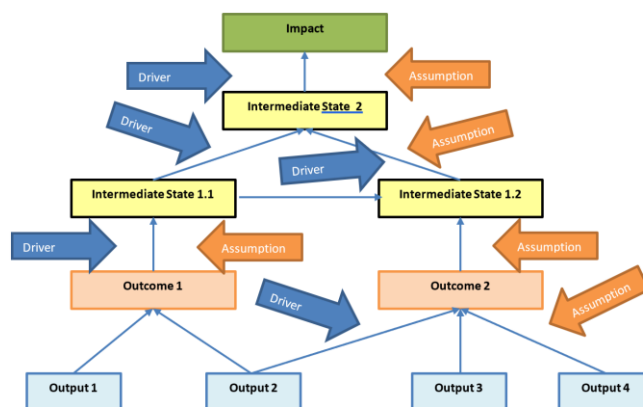 Impact
Driver
Assumption
Intermediate State 2
Driver
Assumption
Driver
Intermediate State 1.1
Intermediate State 1.2
Driver
Assumption
Assumption
Outcome 1
Outcome 2
Driver
Assumption
Output 1
Output 2
Output 3
Output 4